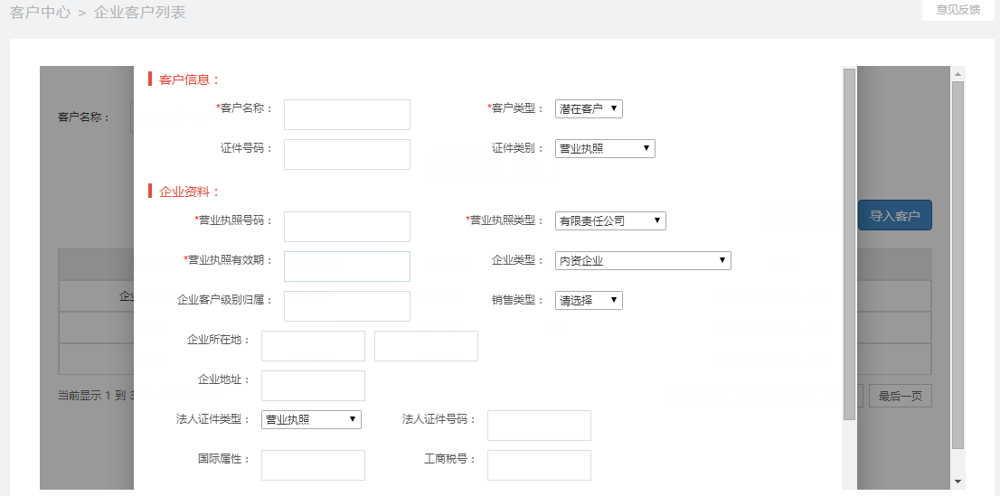 客户中心 > 企业客户列表
意见反馈
客户信息：
客户名称：
*客户名称：
*客户类型： 潜在客户
证件号码：
证件类别： 营业执照
企业资料：
*营业执照号码：
*营业执照类型： 有限责任公司
导入客户
*营业执照有效期：
企业类型： 内资企业
企业客户级别归属：
销售类型： 请选择
企业所在地：
企业地址：
当前显示 1 到 3
最后一页
法人证件类型： 营业执照
法人证件号码：
国际属性：
工商税号：